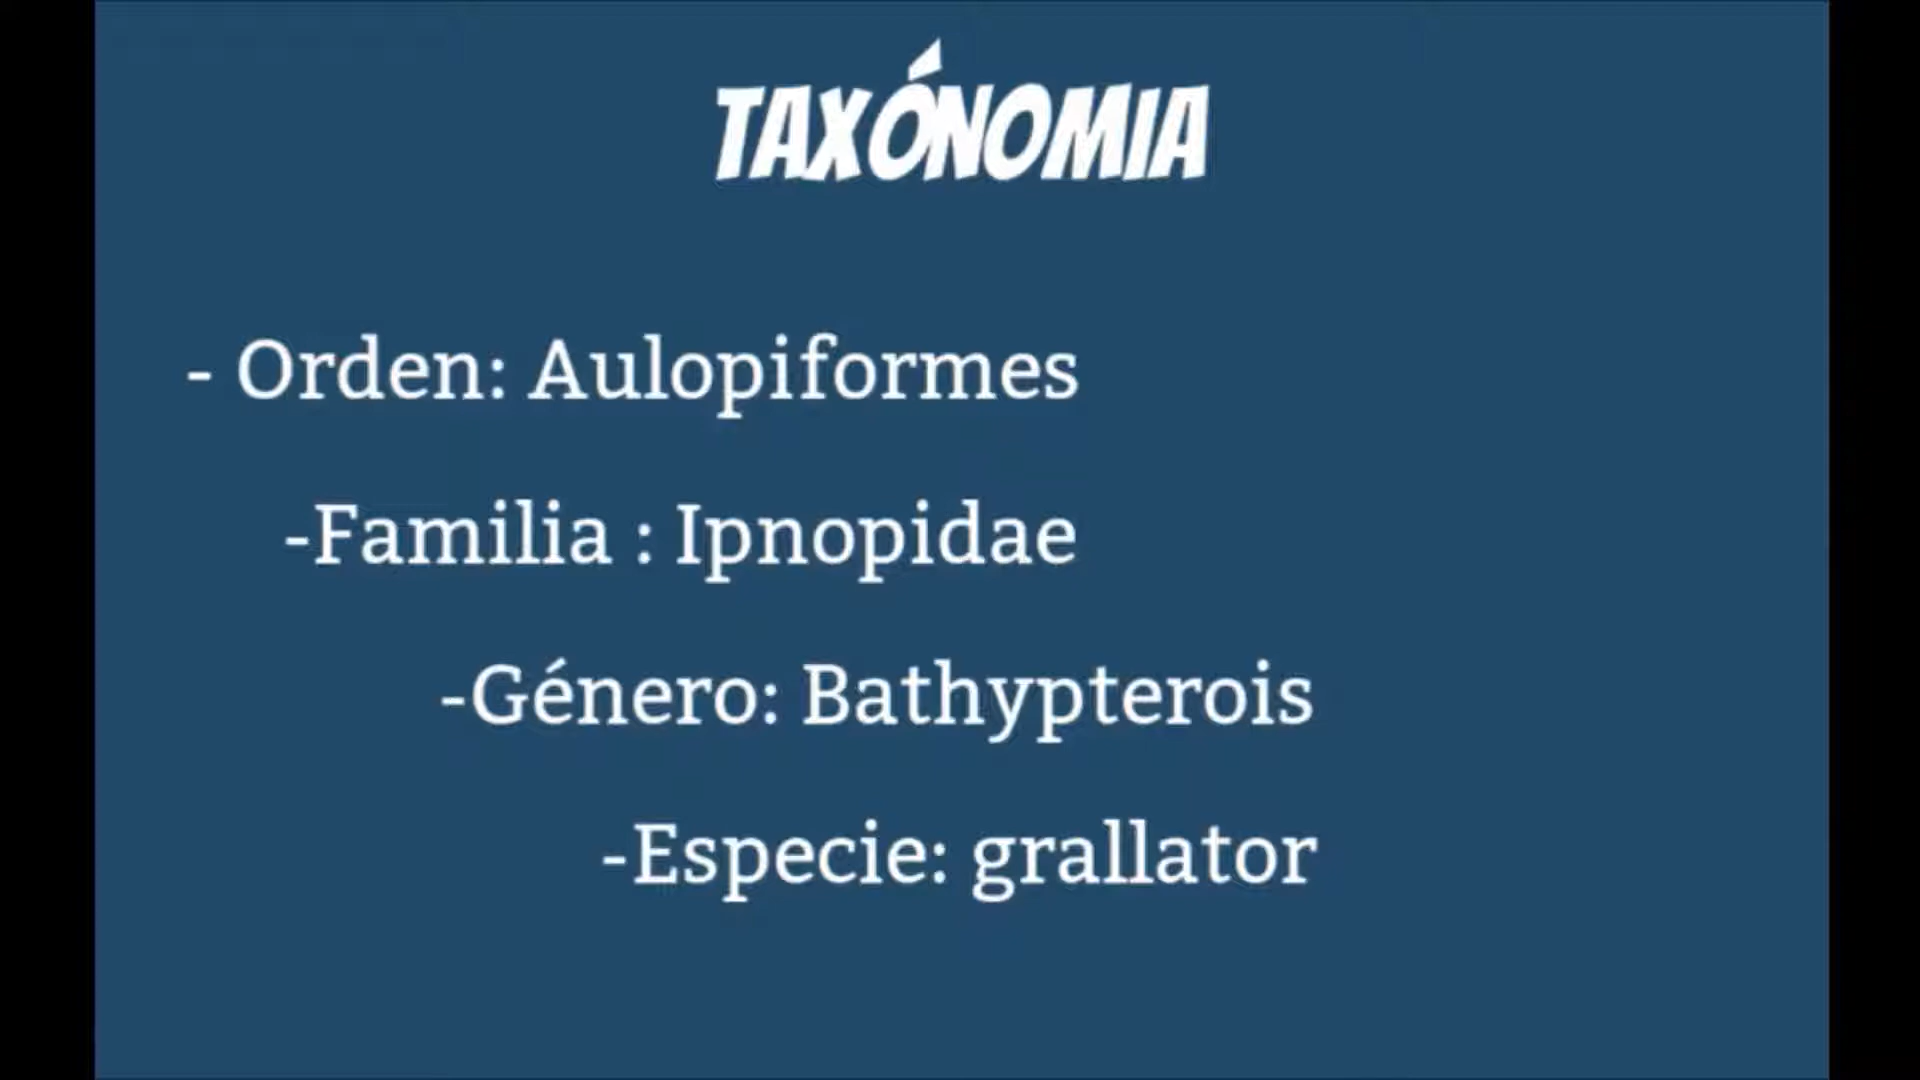 TAXÓNOMIA
- Orden: Aulopiformes
-Familia : Ipnopidae
-Género: Bathypterois
-Especie: grallator